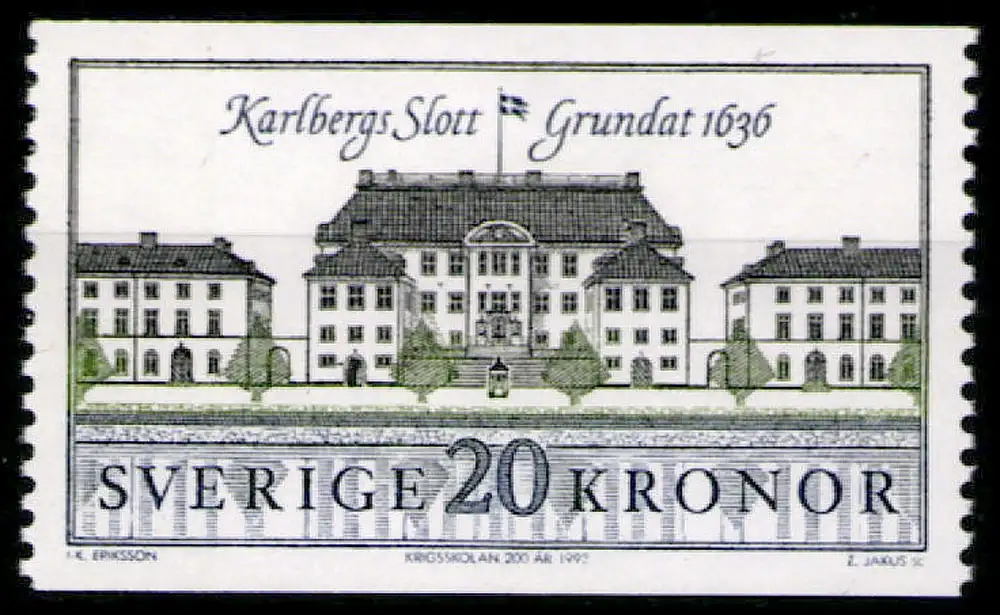 Karlbergs Slott Grundat 1636
SVERIGE 20 KRONOR
I-K. ERIKSSON KRIGSSKOLAN 200 ÅR 1992 Z. JAKUS SC